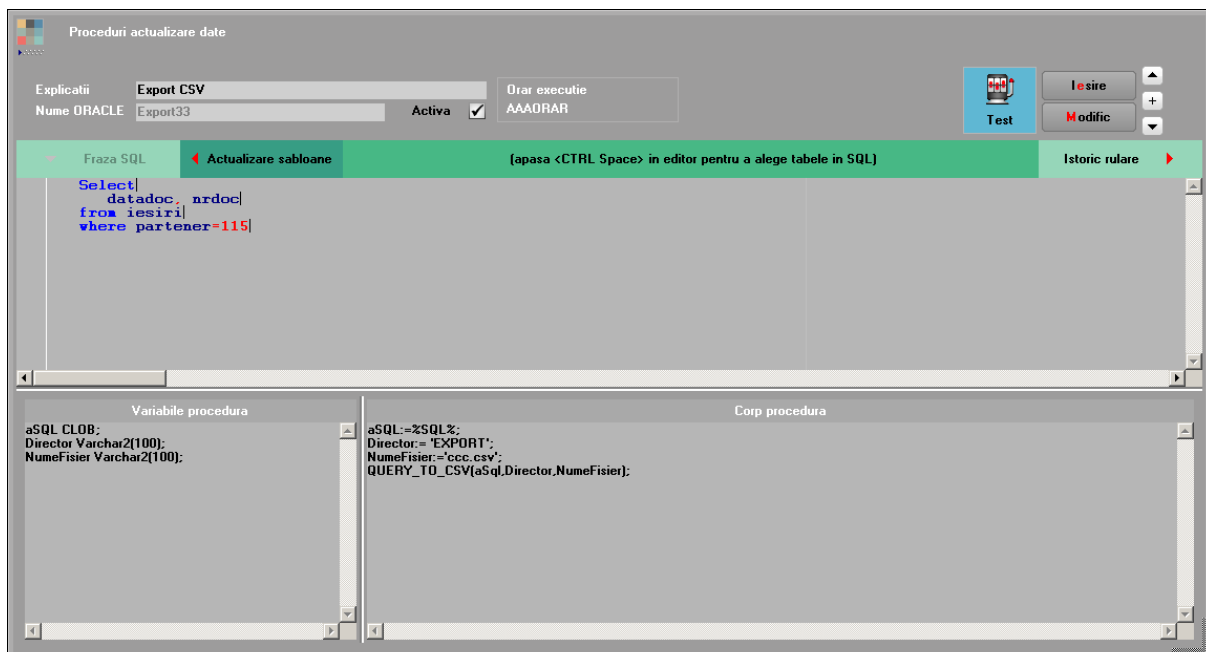 Proceduri actualizare date
Explicatii Export CSV Orar executie
Nume ORACLE Export33 Activa AAAORAR
Test
Iesire
Modific
+
Fraza SQL Actualizare sabloane (apasa <CTRL Space> in editor pentru a alege tabele in SQL) Istoric rulare
Select
datadoc, nrdoc
from iesiri
where partener=115
Variabile procedura
aSQL CLOB;
Director Varchar2(100);
NumeFisier Varchar2(100);
Corp procedura
aSQL:=%SQL%;
Director:= 'EXPORT';
NumeFisier:='ccc.csv';
QUERY_TO_CSV(aSql,Director,NumeFisier);